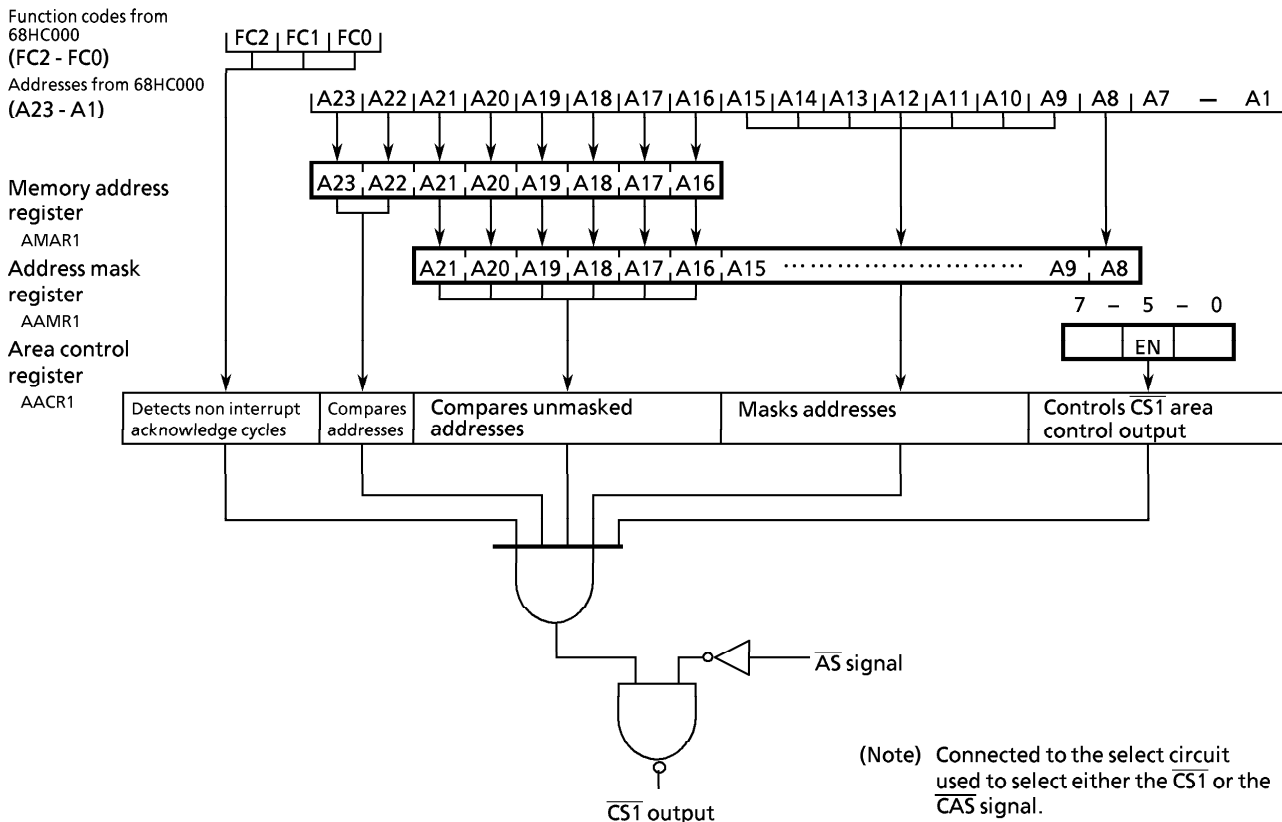 Function codes from
68HC000
(FC2 - FC0)
FC2 FC1 FC0
Addresses from 68HC000
(A23 - A1)
A23 A22 A21 A20 A19 A18 A17 A16 A15 A14 A13 A12 A11 A10 A9 A8 A7 — A1
Memory address
register
AMAR1
A23 A22 A21 A20 A19 A18 A17 A16
Address mask
register
AAMR1
A21 A20 A19 A18 A17 A16 A15 ........................... A9 A8
7 – 5 – 0
EN
Area control
register
AACR1
Detects non interrupt
acknowledge cycles
Compares
addresses
Compares unmasked
addresses
Masks addresses
Controls C̅S̅1̅ area
control output
A̅S̅ signal
C̅S̅1̅ output
(Note) Connected to the select circuit
used to select either the C̅S̅1̅ or the
C̅A̅S̅ signal.